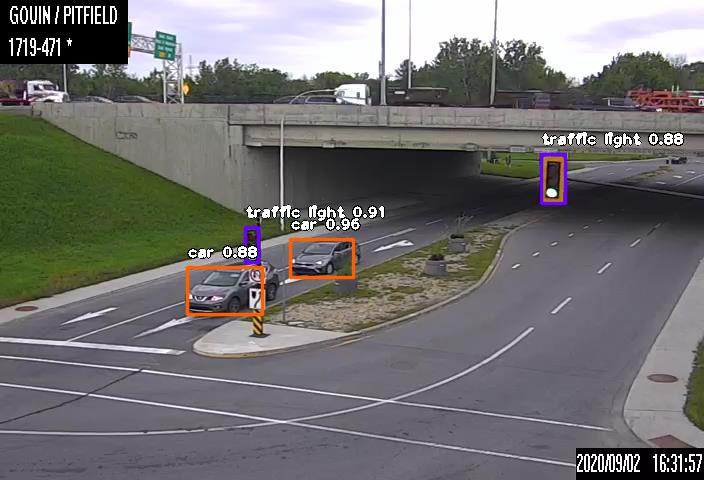 GOUIN / PITFIELD
1719-471 *
traffic light 0.88
traffic light 0.91
car 0.96
car 0.88
2020/09/02 16:31:57